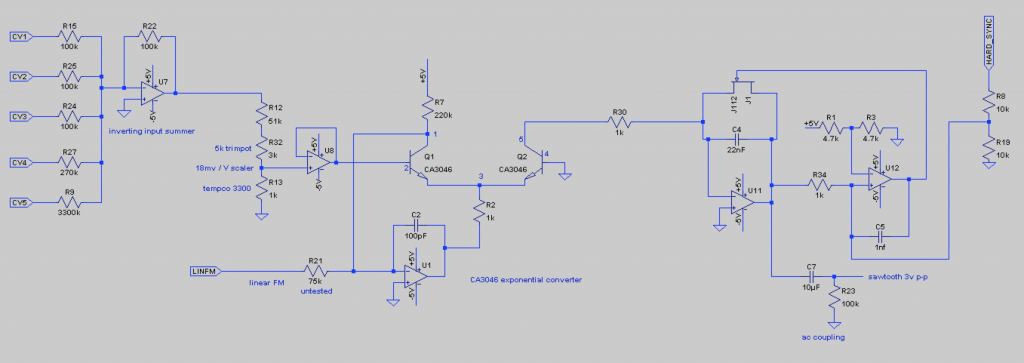 CV1
R15
100k
R22
100k
CV2
R25
100k
+5V
U7
-5V
CV3
R24
100k
inverting input summer
CV4
R27
270k
CV5
R9
3300k
R12
51k
5k trimpot
R32
3k
18mv / V scaler
tempco 3300
R13
1k
+5V
U8
-5V
+5V
R7
220k
1
Q1
2
CA3046
3
5
Q2
4
CA3046
R2
1k
C2
100pF
+5V
U1
-5V
LINFM
R21
75k
linear FM
untested
CA3046 exponential converter
R30
1k
J112
J1
C4
22nF
+5V
U11
-5V
+5V
R1
4.7k
R3
4.7k
R34
1k
+5V
U12
-5V
C5
1nf
HARD_SYNC
R8
10k
R19
10k
C7
10µF
sawtooth 3v p-p
R23
100k
ac coupling